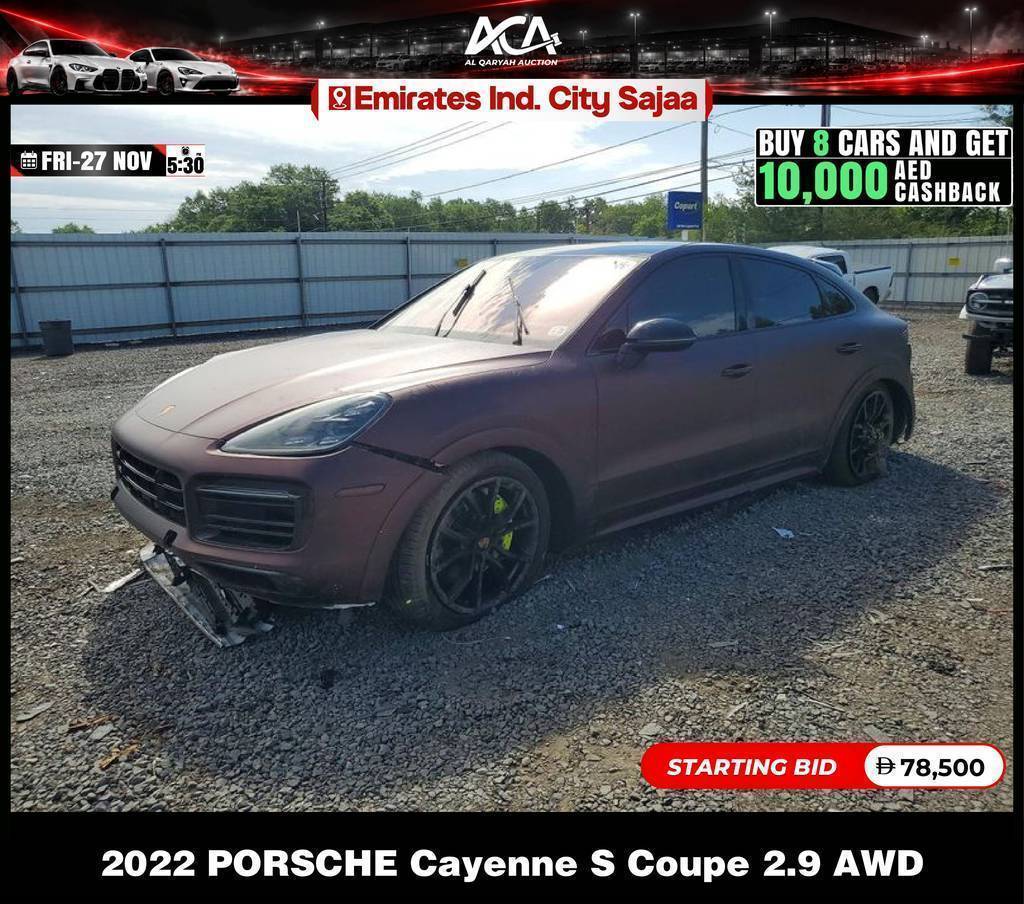 ACA
AL QARYAH AUCTION
Emirates Ind. City Sajaa
FRI-27 NOV 5:30
BUY 8 CARS AND GET
10,000 AED CASHBACK
Copart
STARTING BID 78,500
2022 PORSCHE Cayenne S Coupe 2.9 AWD